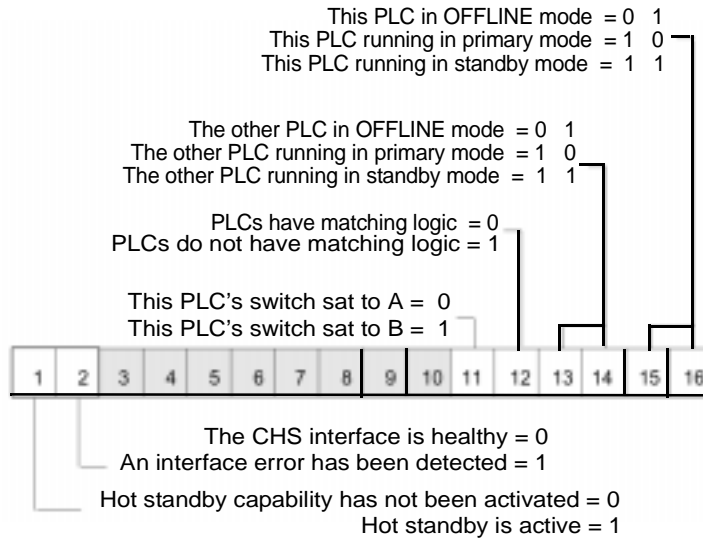 This PLC in OFFLINE mode = 0 1
This PLC running in primary mode = 1 0
This PLC running in standby mode = 1 1
The other PLC in OFFLINE mode = 0 1
The other PLC running in primary mode = 1 0
The other PLC running in standby mode = 1 1
PLCs have matching logic = 0
PLCs do not have matching logic = 1
This PLC's switch sat to A = 0
This PLC's switch sat to B = 1
1 2 3 4 5 6 7 8 9 10 11 12 13 14 15 16
The CHS interface is healthy = 0
An interface error has been detected = 1
Hot standby capability has not been activated = 0
Hot standby is active = 1